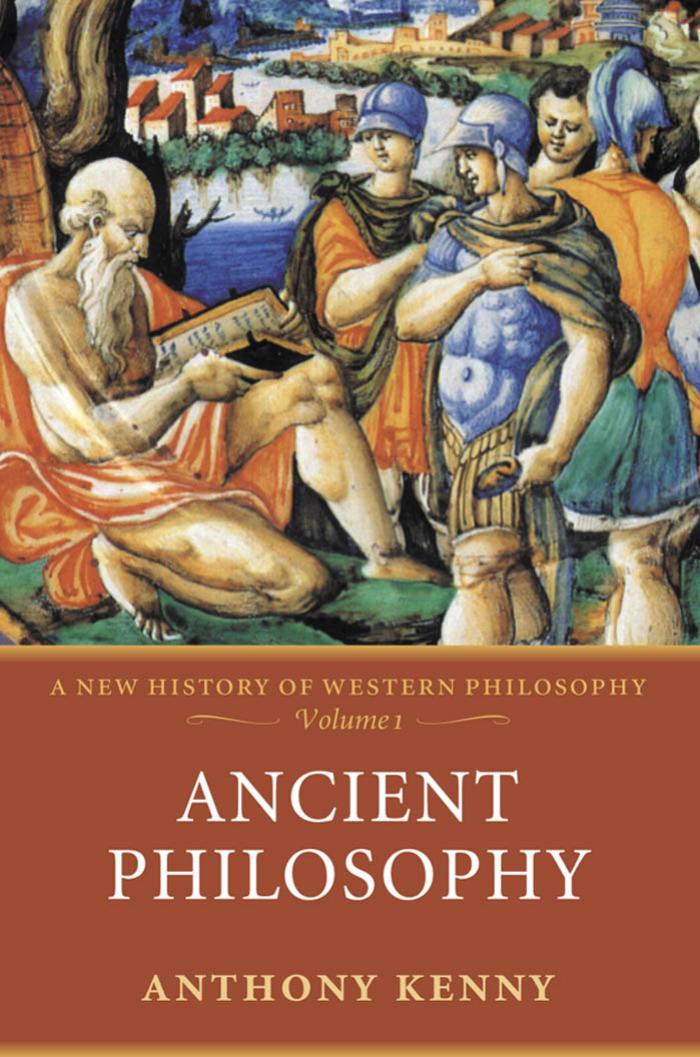 A NEW HISTORY OF WESTERN PHILOSOPHY
Volume 1
ANCIENT
PHILOSOPHY
ANTHONY KENNY